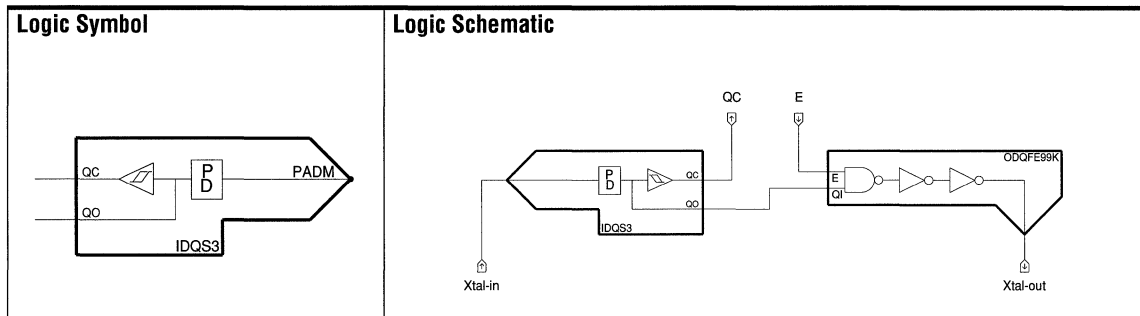 Logic Symbol
QC
P
D
PADM
QO
IDQS3
Logic Schematic
QC
E
ODQFE99K
P
D
QC
E
QI
QO
IDQS3
Xtal-in
Xtal-out